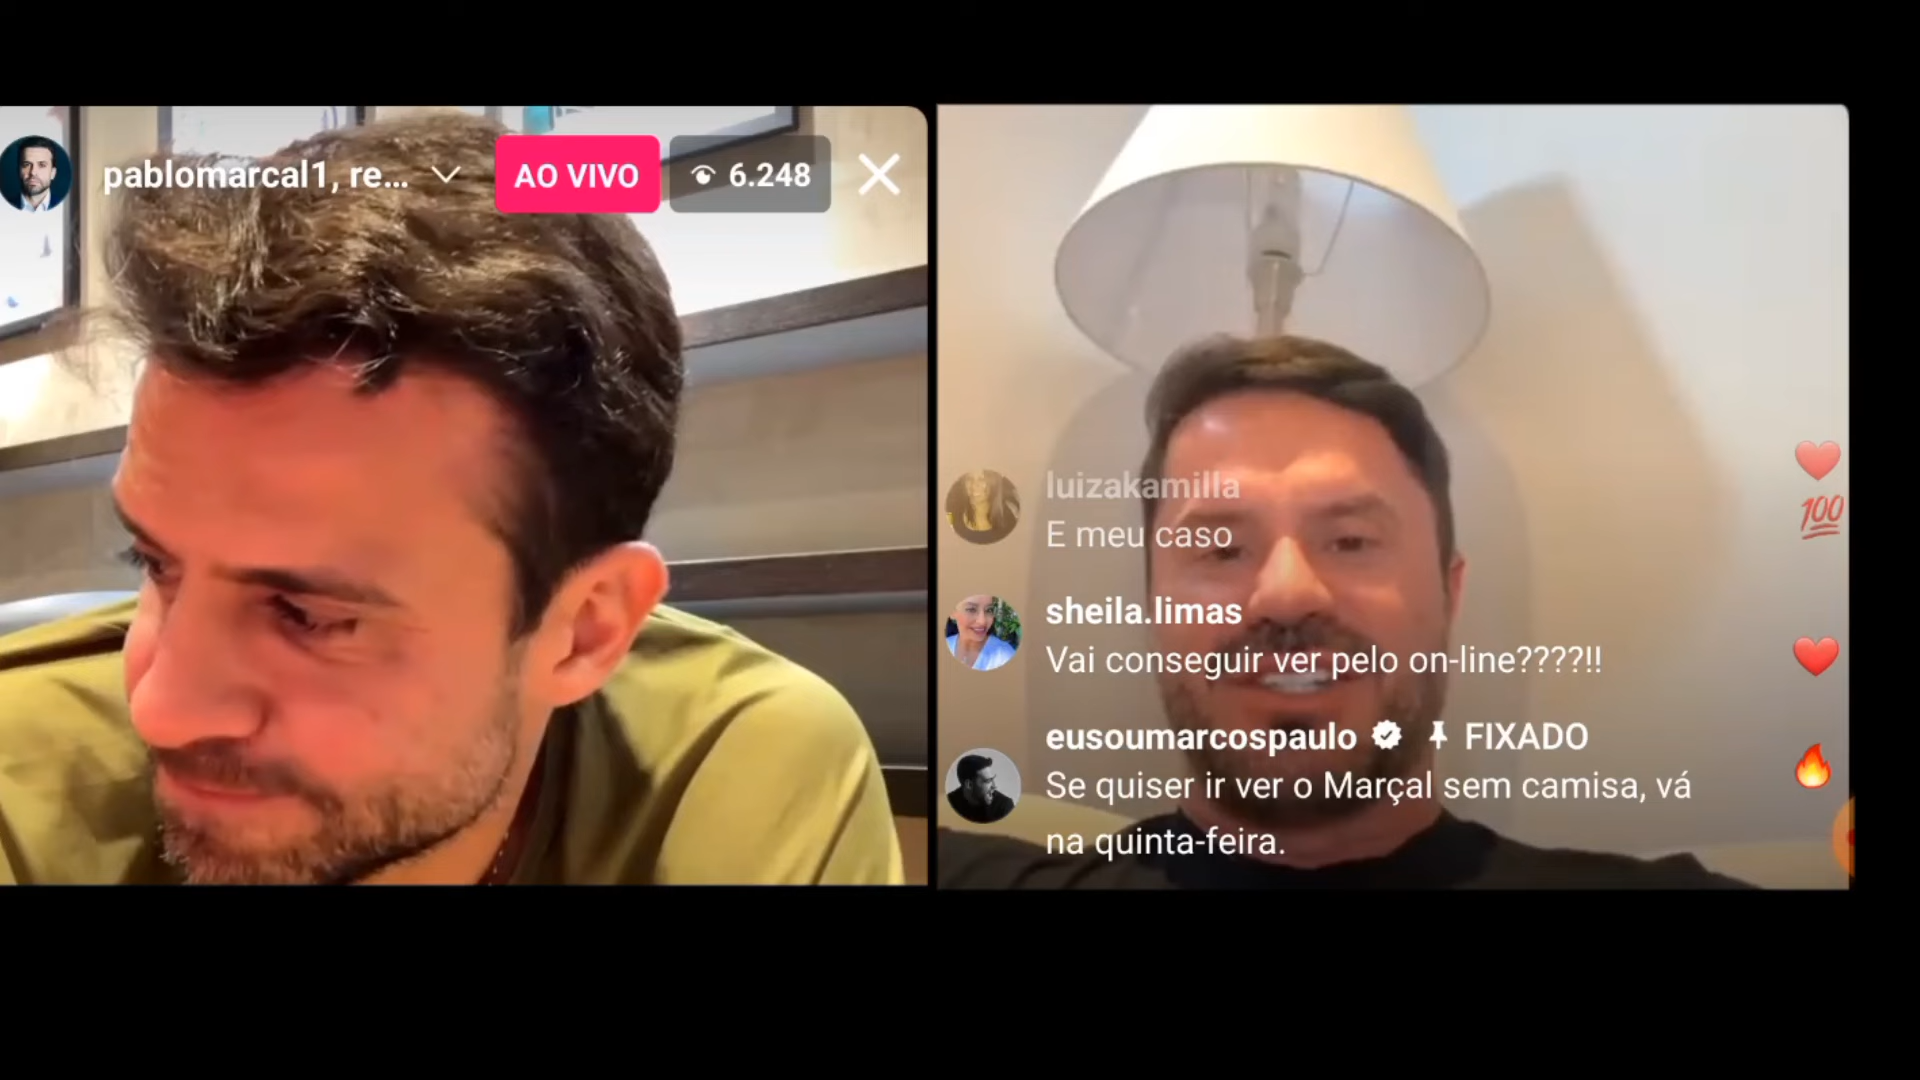 pablomarcal1, re...
AO VIVO
6.248
luizakamilla
E meu caso
sheila.limas
Vai conseguir ver pelo on-line????!!
eusoumarcospaulo FIXADO
Se quiser ir ver o Marçal sem camisa, vá
na quinta-feira.
100